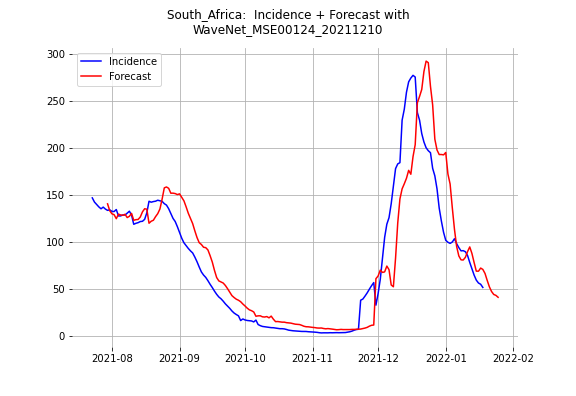 South_Africa:  Incidence + Forecast with
WaveNet_MSE00124_20211210
Incidence
Forecast
300
250
200
150
100
50
0
2021-08 2021-09 2021-10 2021-11 2021-12 2022-01 2022-02